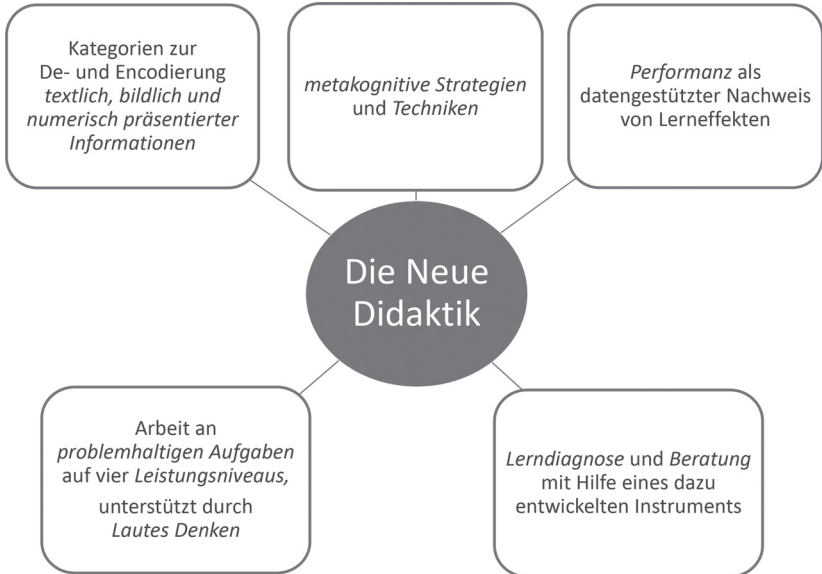 Kategorien zur
De- und Encodierung
textlich, bildlich und
numerisch präsentierter
Informationen
metakognitive Strategien
und Techniken
Performanz als
datengestützter Nachweis
von Lerneffekten
Die Neue
Didaktik
Arbeit an
problemhaltigen Aufgaben
auf vier Leistungsniveaus,
unterstützt durch
Lautes Denken
Lerndiagnose und Beratung
mit Hilfe eines dazu
entwickelten Instruments